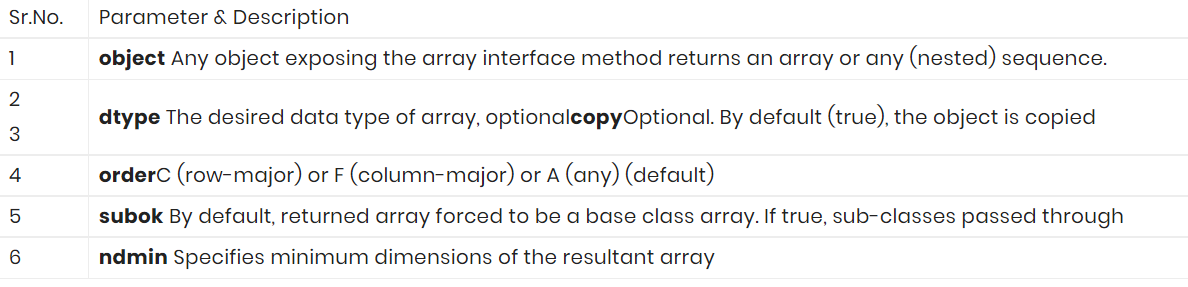 Sr.No. Parameter & Description
1 object Any object exposing the array interface method returns an array or any (nested) sequence.
2
3
dtype The desired data type of array, optionalcopyOptional. By default (true), the object is copied
4 orderC (row-major) or F (column-major) or A (any) (default)
5 subok By default, returned array forced to be a base class array. If true, sub-classes passed through
6 ndmin Specifies minimum dimensions of the resultant array